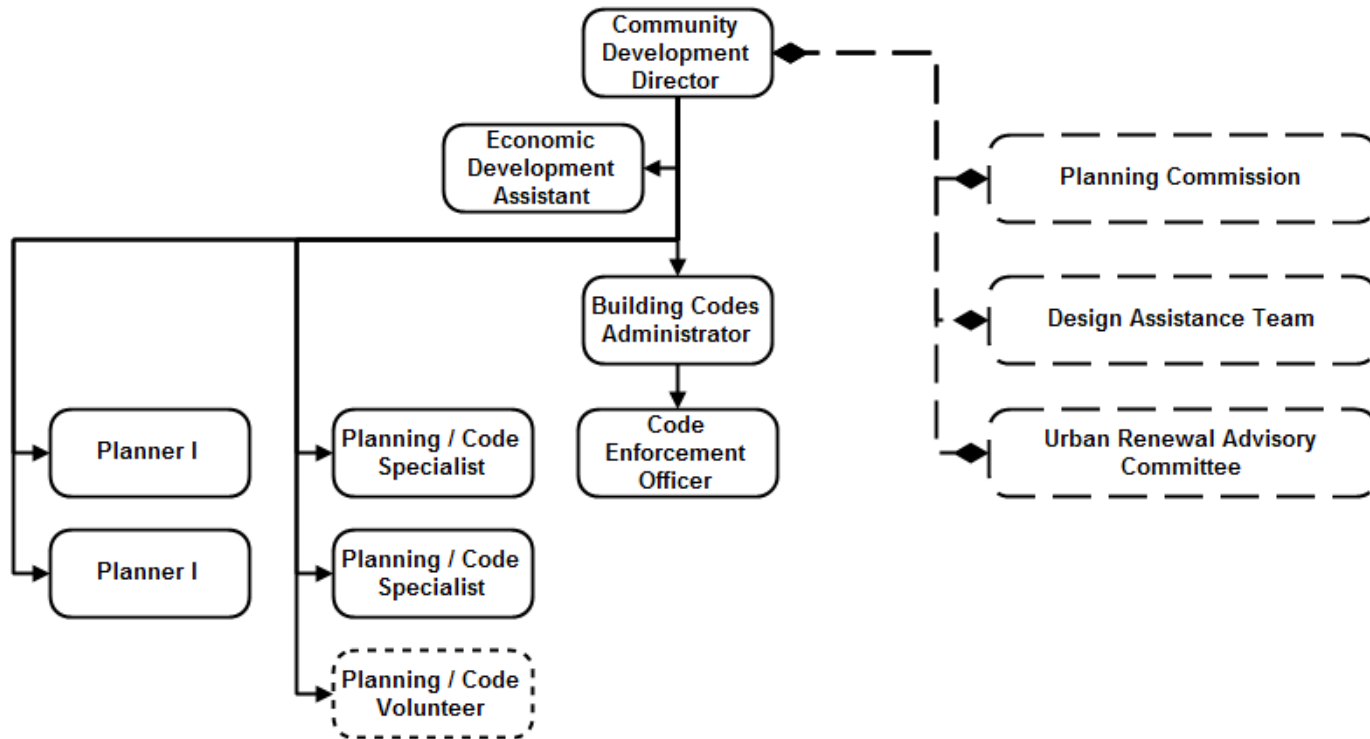 Community
Development
Director
Economic
Development
Assistant
Planning Commission
Building Codes
Administrator
Design Assistance Team
Planner I
Planning / Code
Specialist
Code
Enforcement
Officer
Urban Renewal Advisory
Committee
Planner I
Planning / Code
Specialist
Planning / Code
Volunteer